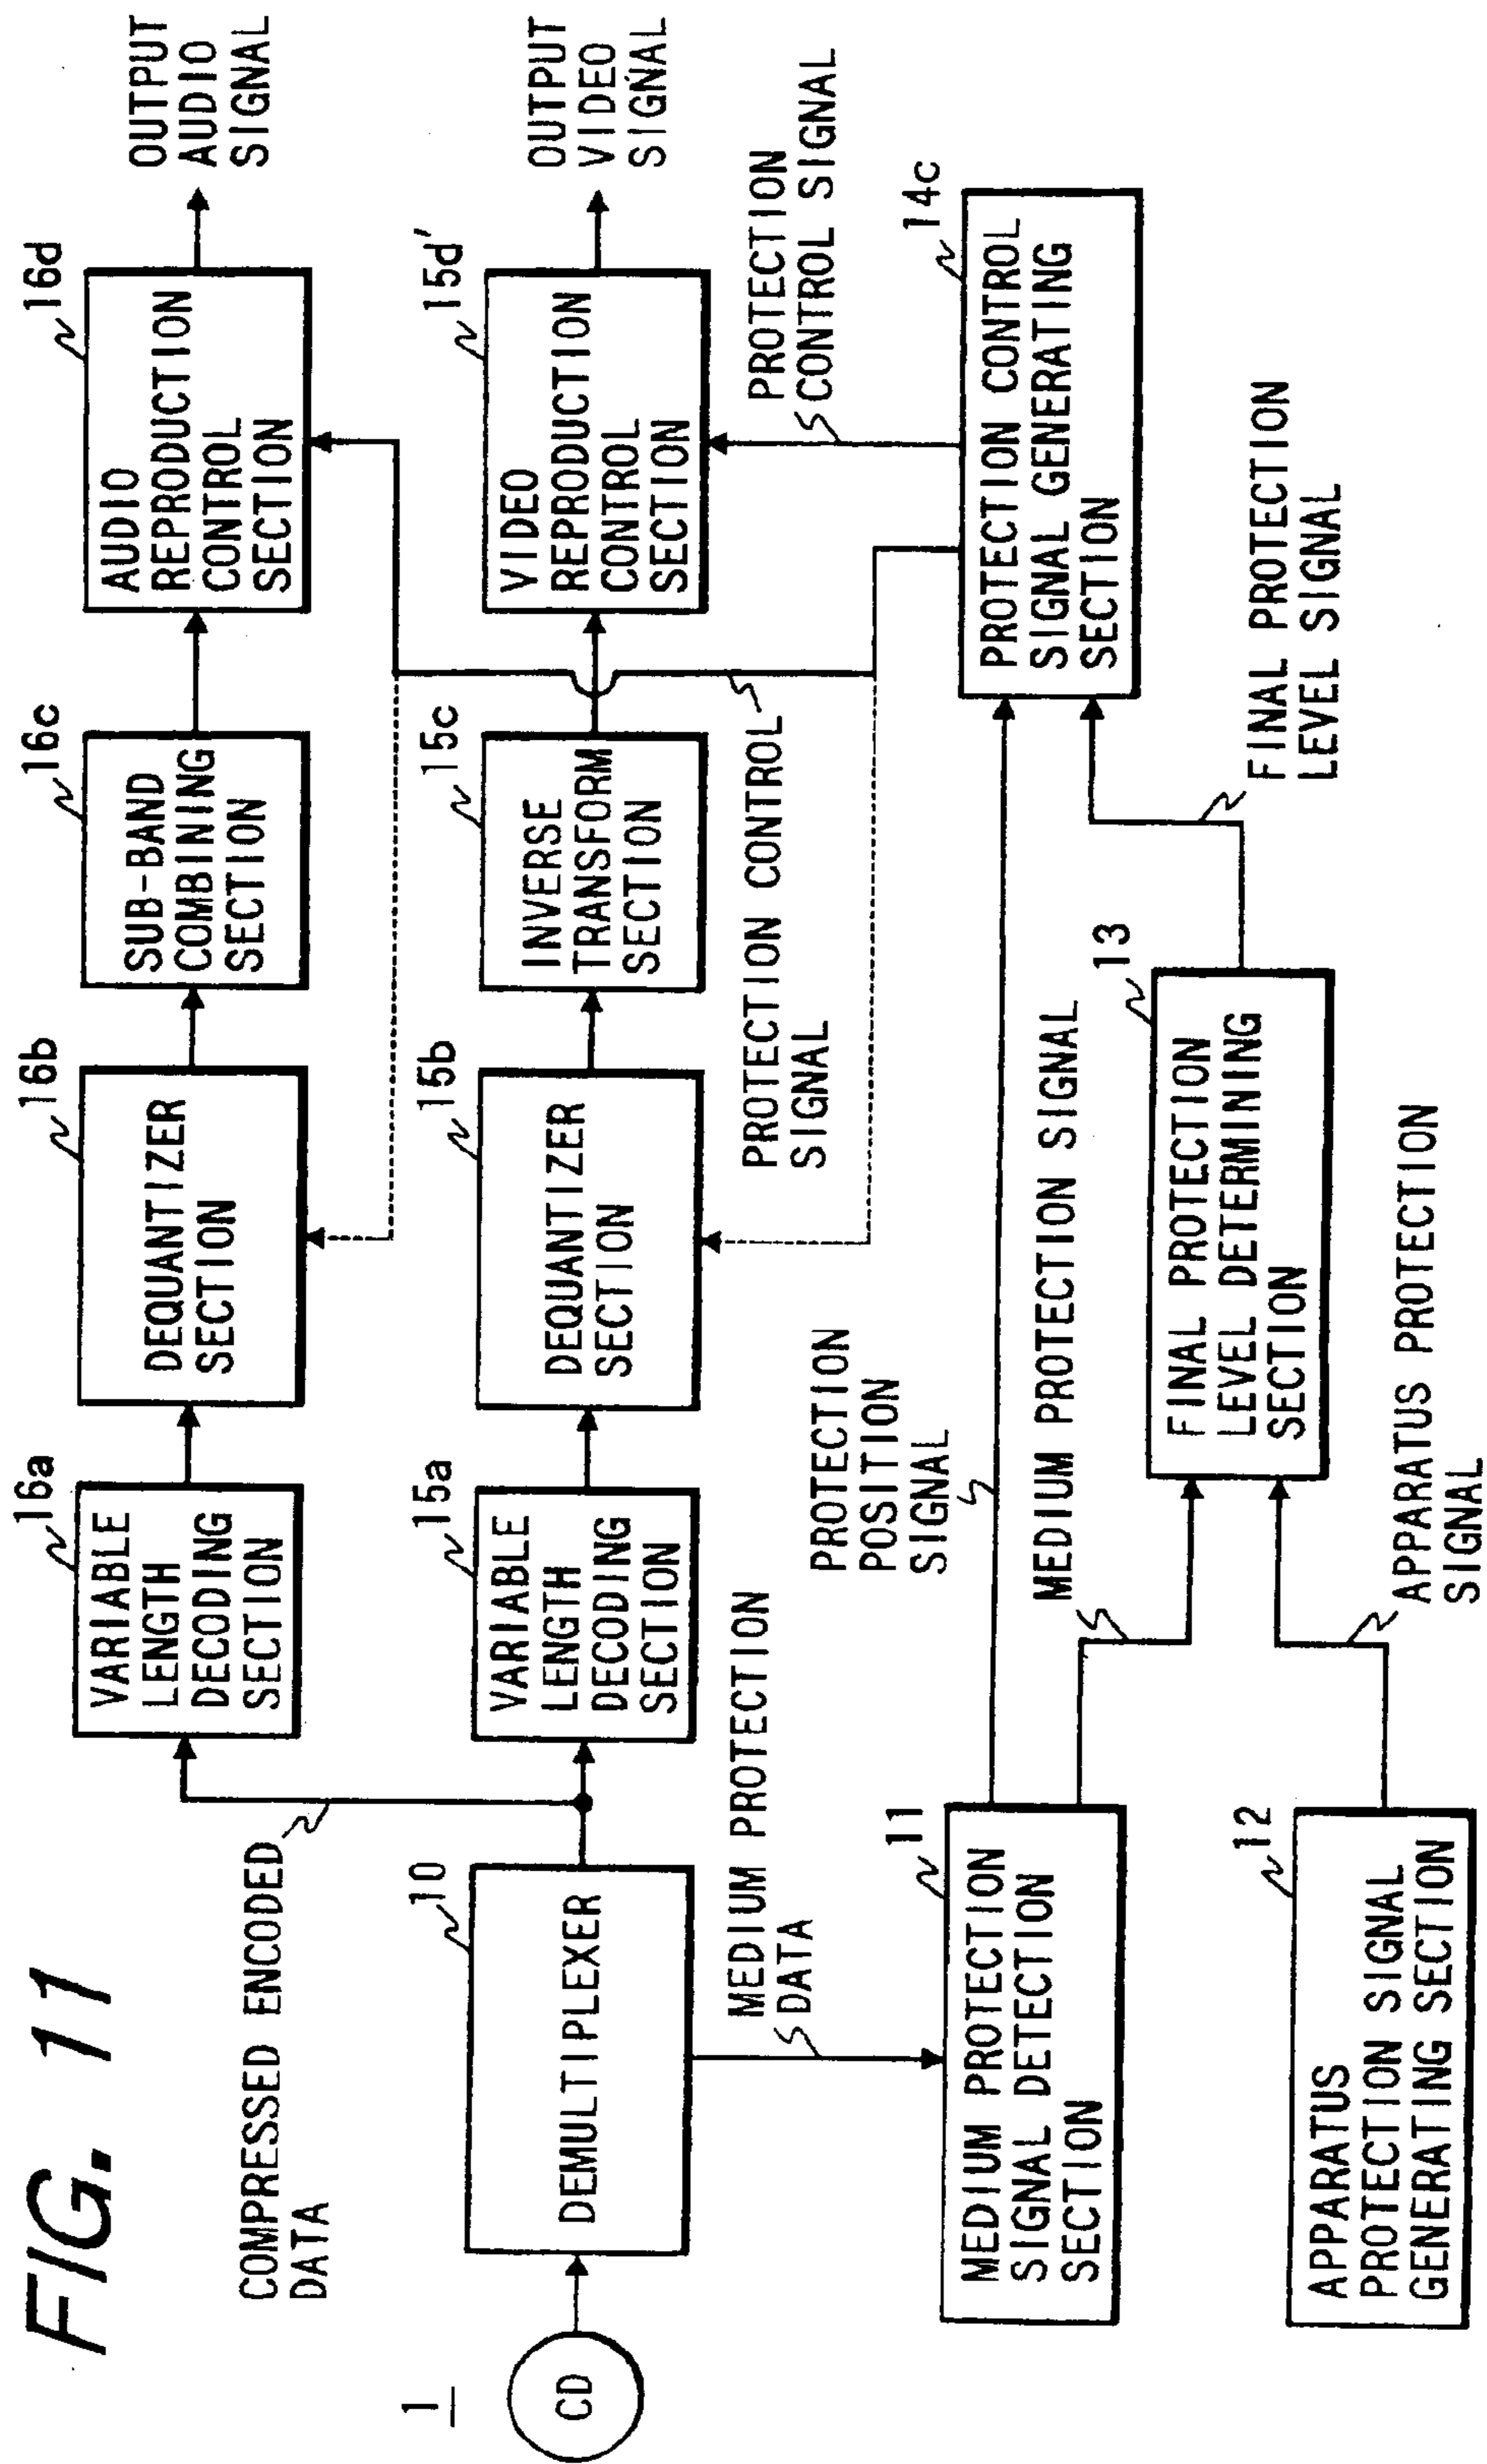 FIG. 11
1
CD
COMPRESSED ENCODED
DATA
10
DEMULTIPLEXER
MEDIUM PROTECTION
DATA
16a
VARIABLE
LENGTH
DECODING
SECTION
16b
DEQUANTIZER
SECTION
16c
SUB-BAND
COMBINING
SECTION
16d
AUDIO
REPRODUCTION
CONTROL
SECTION
OUTPUT
AUDIO
SIGNAL
15a
VARIABLE
LENGTH
DECODING
SECTION
15b
DEQUANTIZER
SECTION
15c
INVERSE
TRANSFORM
SECTION
15d'
VIDEO
REPRODUCTION
CONTROL
SECTION
OUTPUT
VIDEO
SIGNAL
PROTECTION CONTROL
SIGNAL
PROTECTION
CONTROL SIGNAL
PROTECTION
POSITION
SIGNAL
11
MEDIUM PROTECTION
SIGNAL DETECTION
SECTION
MEDIUM PROTECTION SIGNAL
14c
PROTECTION CONTROL
SIGNAL GENERATING
SECTION
12
APPARATUS
PROTECTION SIGNAL
GENERATING SECTION
APPARATUS PROTECTION
SIGNAL
13
FINAL PROTECTION
LEVEL DETERMINING
SECTION
FINAL PROTECTION
LEVEL SIGNAL